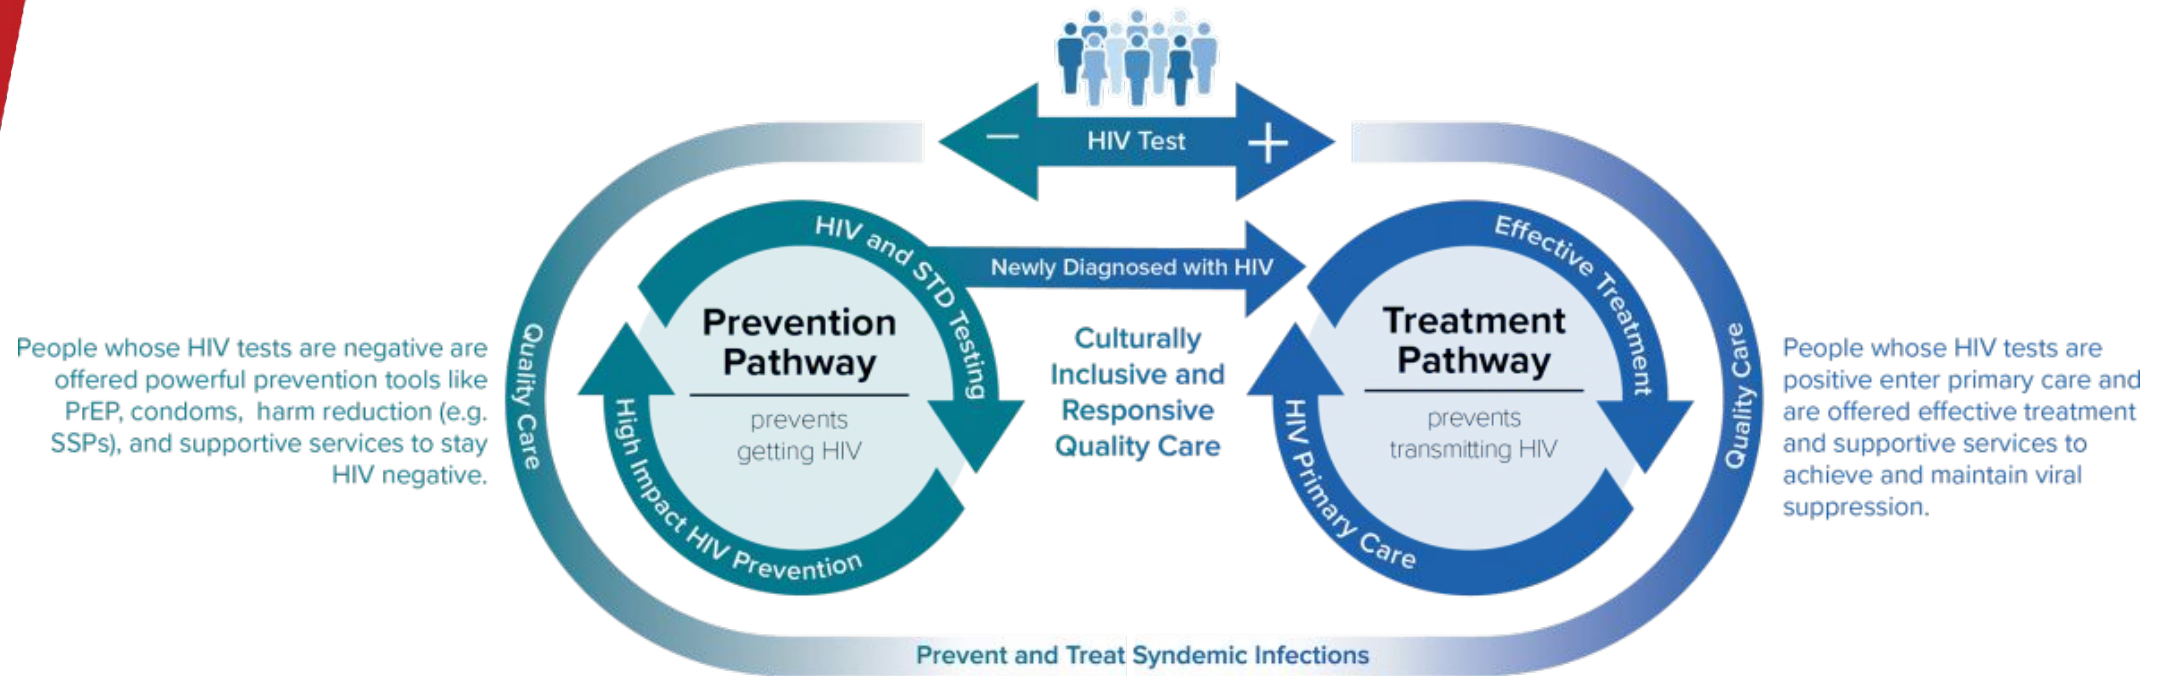 HIV Test
Quality Care
HIV and STD Testing
Newly Diagnosed with HIV
Effective Treatment
Prevention
Pathway
prevents
getting HIV
High Impact HIV Prevention
Culturally
Inclusive and
Responsive
Quality Care
Treatment
Pathway
prevents
transmitting HIV
HIV Primary Care
Quality Care
People whose HIV tests are negative are
offered powerful prevention tools like
PrEP, condoms, harm reduction (e.g.
SSPs), and supportive services to stay
HIV negative.
People whose HIV tests are
positive enter primary care and
are offered effective treatment
and supportive services to
achieve and maintain viral
suppression.
Prevent and Treat Syndemic Infections